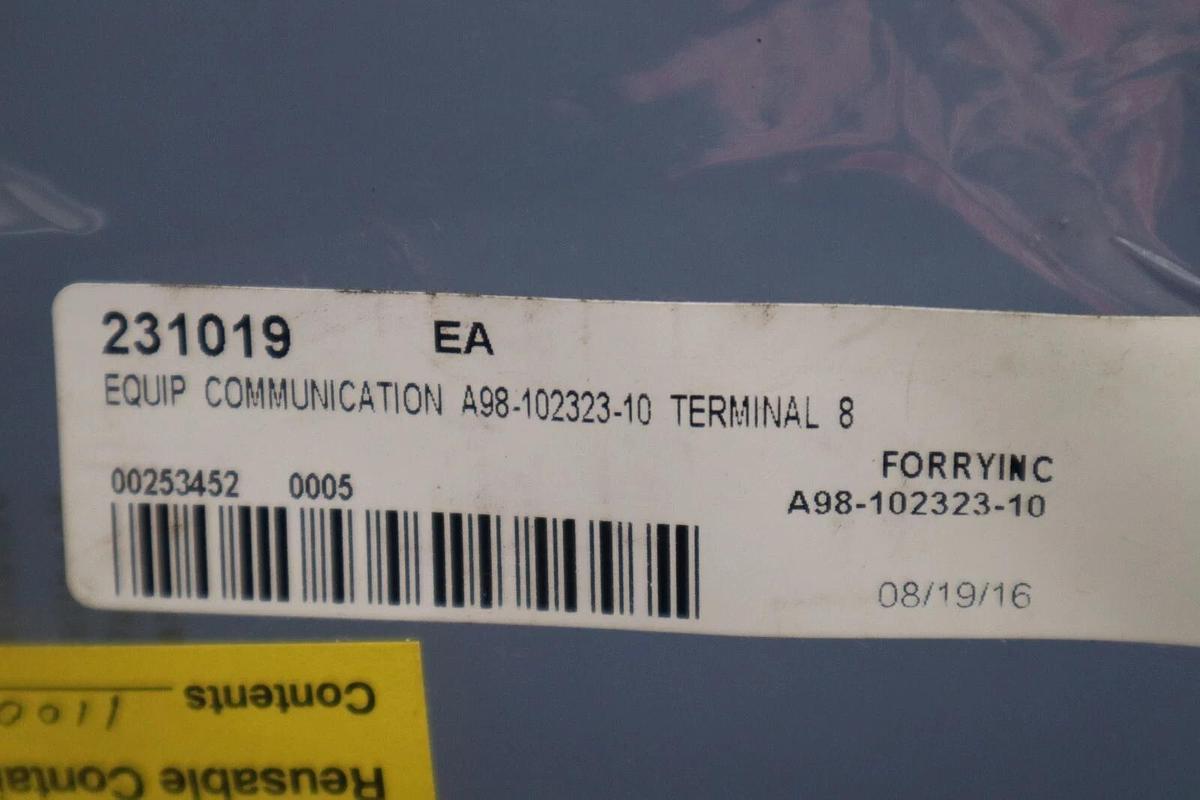 231019 EA
EQUIP COMMUNICATION A98-102323-10 TERMINAL 8
FORRYINC
00253452 0005
A98-102323-10
08/19/16
Contents
Reusable